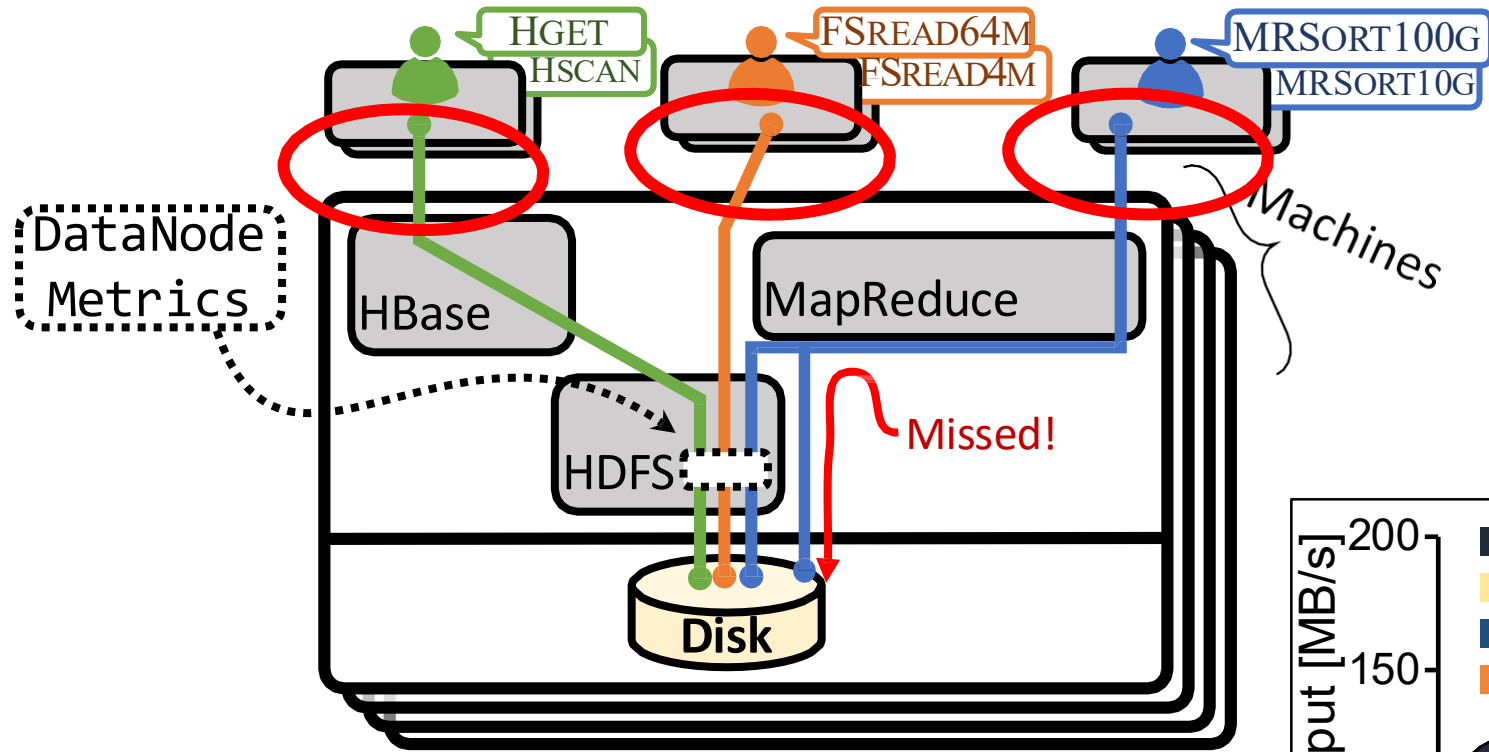 HGET
HSCAN
FSREAD64M
FSREAD4M
MRSORT100G
MRSORT10G
Machines
DataNode
Metrics
HBase
MapReduce
HDFS
Missed!
Disk
200
150
put [MB/s]